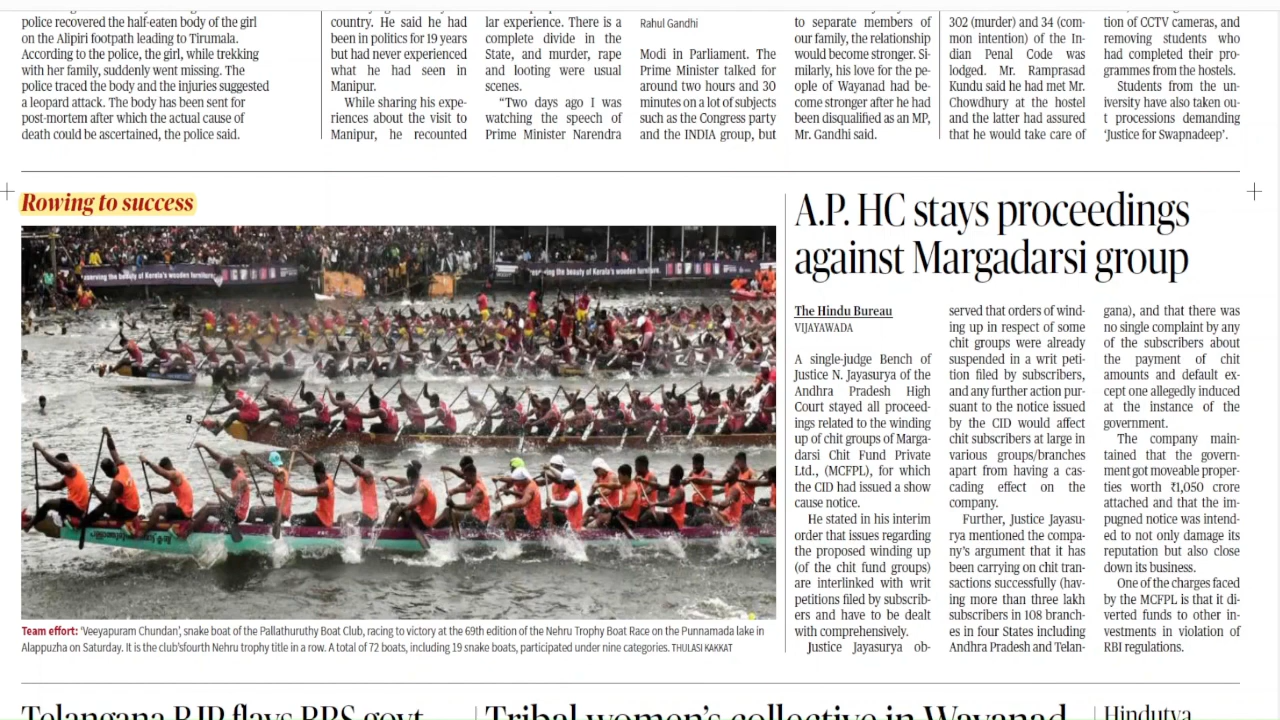 police recovered the half-eaten body of the girl
on the Alipiri footpath leading to Tirumala.
According to the police, the girl, while trekking
with her family, suddenly went missing. The
police traced the body and the injuries suggested
a leopard attack. The body has been sent for
post-mortem after which the actual cause of
death could be ascertained, the police said.
country. He said he had
been in politics for 19 years
but had never experienced
what he had seen in
Manipur.
While sharing his expe-
riences about the visit to
Manipur, he recounted
lar experience. There is a
complete divide in the
State, and murder, rape
and looting were usual
scenes.
“Two days ago I was
watching the speech of
Prime Minister Narendra
Rahul Gandhi
Modi in Parliament. The
Prime Minister talked for
around two hours and 30
minutes on a lot of subjects
such as the Congress party
and the INDIA group, but
to separate members of
our family, the relationship
would become stronger. Si-
milarly, his love for the pe-
ople of Wayanad had be-
come stronger after he had
been disqualified as an MP,
Mr. Gandhi said.
302 (murder) and 34 (com-
mon intention) of the In-
dian Penal Code was
lodged. Mr. Ramprasad
Kundu said he had met Mr.
Chowdhury at the hostel
and the latter had assured
that he would take care of
tion of CCTV cameras, and
removing students who
had completed their pro-
grammes from the hostels.
Students from the un-
iversity have also taken ou-
t processions demanding
‘Justice for Swapnadeep’.
Rowing to success
eserving the beauty of Kerala's wooden furniture.
eserving the beauty of Kerala's wooden furniture.
9
Team effort: ‘Veeyapuram Chundan’, snake boat of the Pallathuruthy Boat Club, racing to victory at the 69th edition of the Nehru Trophy Boat Race on the Punnamada lake in
Alappuzha on Saturday. It is the club’sfourth Nehru trophy title in a row. A total of 72 boats, including 19 snake boats, participated under nine categories. THULASI KAKKAT
A.P. HC stays proceedings
against Margadarsi group
The Hindu Bureau
VIJAYAWADA
A single-judge Bench of
Justice N. Jayasurya of the
Andhra Pradesh High
Court stayed all proceed-
ings related to the winding
up of chit groups of Marga-
darsi Chit Fund Private
Ltd., (MCFPL), for which
the CID had issued a show
cause notice.
He stated in his interim
order that issues regarding
the proposed winding up
(of the chit fund groups)
are interlinked with writ
petitions filed by subscrib-
ers and have to be dealt
with comprehensively.
Justice Jayasurya ob-
served that orders of wind-
ing up in respect of some
chit groups were already
suspended in a writ peti-
tion filed by subscribers,
and any further action pur-
suant to the notice issued
by the CID would affect
chit subscribers at large in
various groups/branches
apart from having a cas-
cading effect on the
company.
Further, Justice Jayasu-
rya mentioned the compa-
ny’s argument that it has
been carrying on chit tran-
sactions successfully (hav-
ing more than three lakh
subscribers in 108 branch-
es in four States including
Andhra Pradesh and Telan-
gana), and that there was
no single complaint by any
of the subscribers about
the payment of chit
amounts and default ex-
cept one allegedly induced
at the instance of the
government.
The company main-
tained that the govern-
ment got moveable proper-
ties worth ₹1,050 crore
attached and that the im-
pugned notice was intend-
ed to not only damage its
reputation but also close
down its business.
One of the charges faced
by the MCFPL is that it di-
verted funds to other in-
vestments in violation of
RBI regulations.
Telangana BJP flays BRS govt
Tribal women’s collective in Wayanad
Hindutva